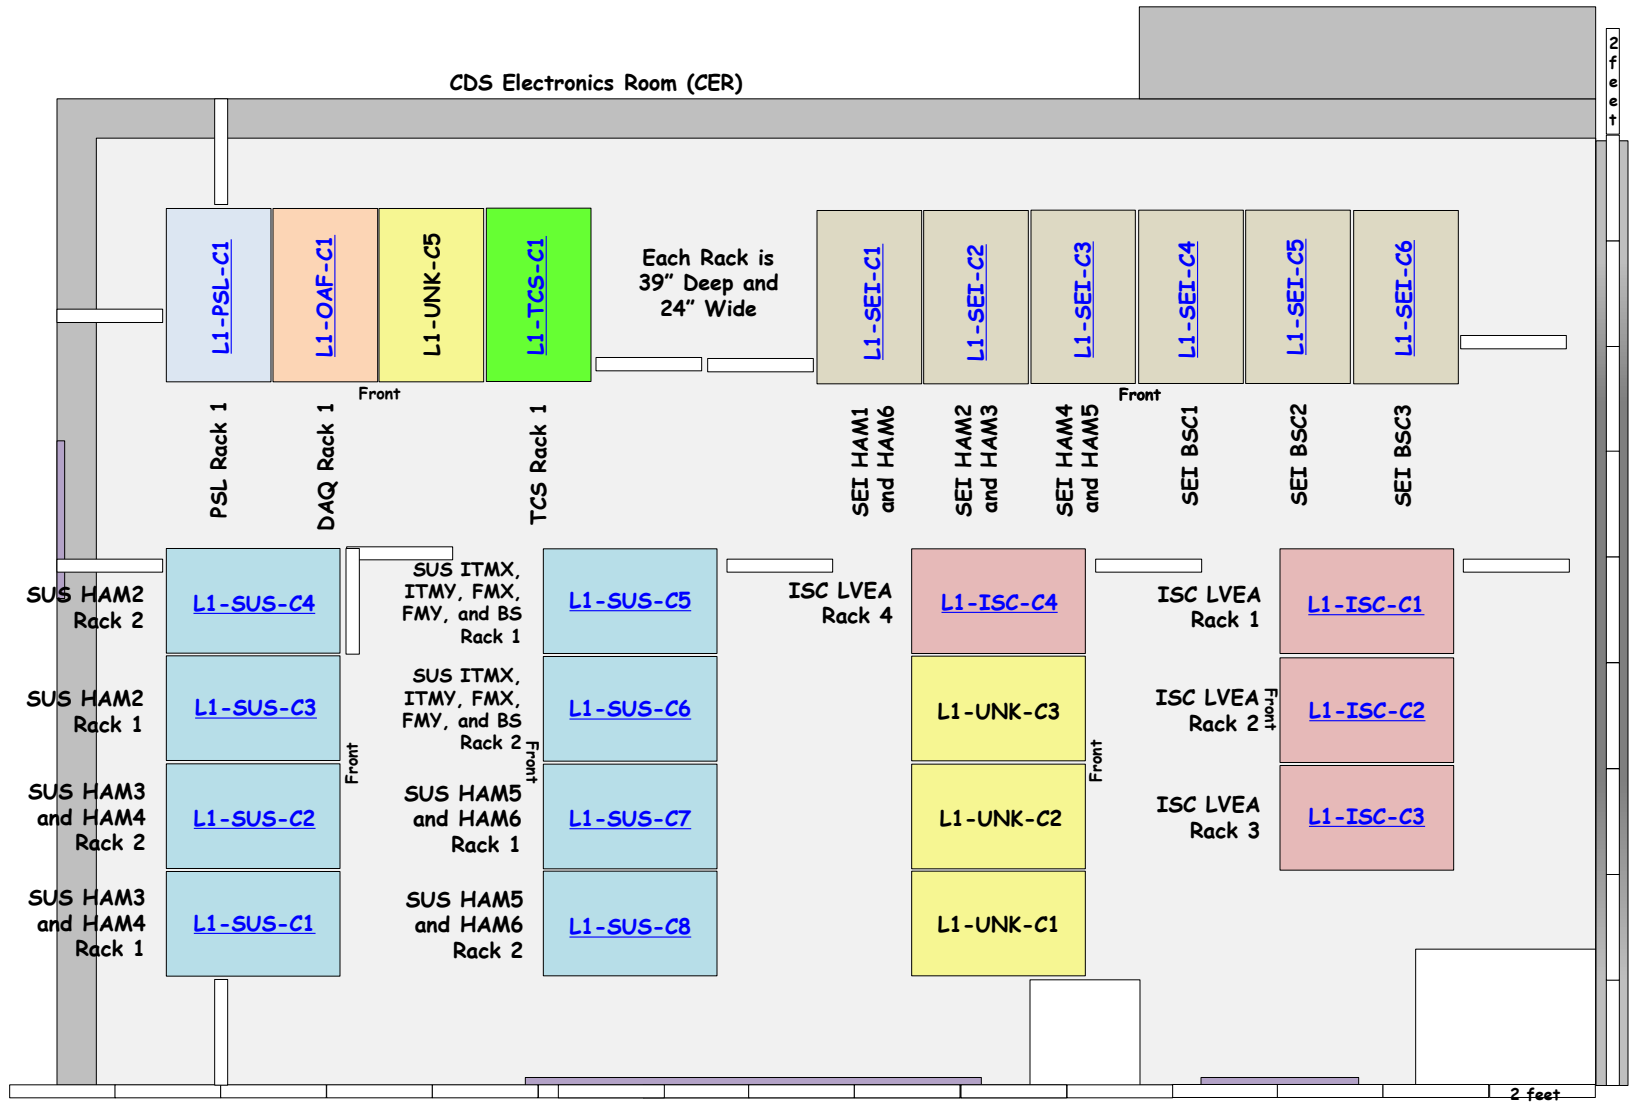 CDS Electronics Room (CER)
2 feet
L1-PSL-C1
L1-OAF-C1
L1-UNK-C5
L1-TCS-C1
Each Rack is
39” Deep and
24” Wide
L1-SEI-C1
L1-SEI-C2
L1-SEI-C3
L1-SEI-C4
L1-SEI-C5
L1-SEI-C6
Front
Front
PSL Rack 1
DAQ Rack 1
TCS Rack 1
SEI HAM1
and HAM6
SEI HAM2
and HAM3
SEI HAM4
and HAM5
SEI BSC1
SEI BSC2
SEI BSC3
SUS HAM2
Rack 2
L1-SUS-C4
SUS ITMX,
ITMY, FMX,
FMY, and BS
Rack 1
L1-SUS-C5
ISC LVEA
Rack 4
L1-ISC-C4
ISC LVEA
Rack 1
L1-ISC-C1
SUS HAM2
Rack 1
L1-SUS-C3
SUS ITMX,
ITMY, FMX,
FMY, and BS
Rack 2
L1-SUS-C6
L1-UNK-C3
ISC LVEA
Rack 2
Front
L1-ISC-C2
Front
Front
Front
SUS HAM3
and HAM4
Rack 2
L1-SUS-C2
SUS HAM5
and HAM6
Rack 1
L1-SUS-C7
L1-UNK-C2
ISC LVEA
Rack 3
L1-ISC-C3
SUS HAM3
and HAM4
Rack 1
L1-SUS-C1
SUS HAM5
and HAM6
Rack 2
L1-SUS-C8
L1-UNK-C1
2 feet